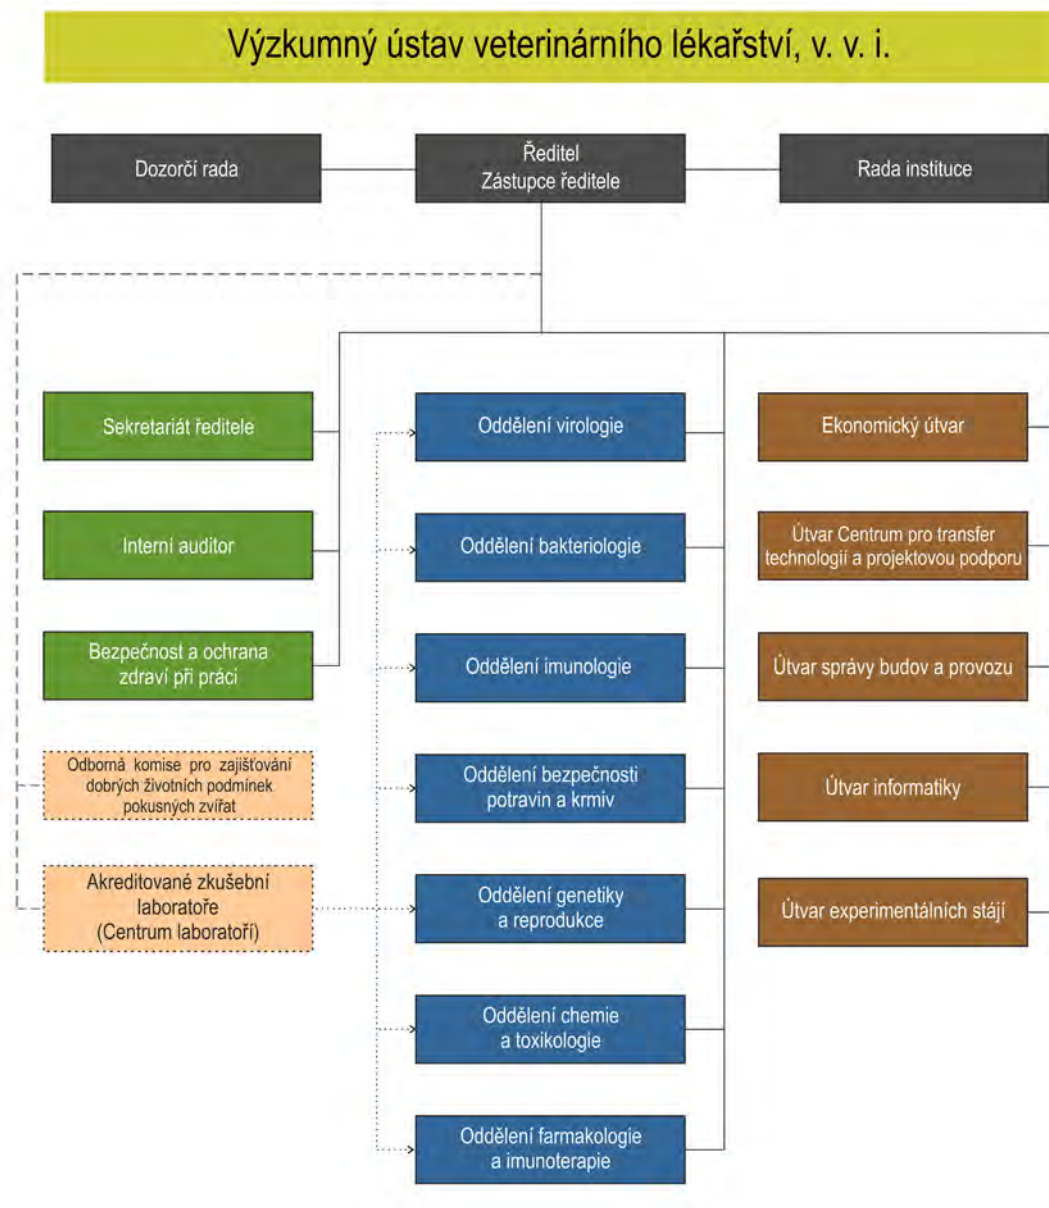 Výzkumný ústav veterinárního lékařství, v. v. i.
Dozorčí rada
Ředitel
Zástupce ředitele
Rada instituce
Sekretariát ředitele
Interní auditor
Bezpečnost a ochrana
zdraví při práci
Odborná komise pro zajišťování
dobrých životních podmínek
pokusných zvířat
Akreditované zkušební
laboratoře
(Centrum laboratoří)
Oddělení virologie
Oddělení bakteriologie
Oddělení imunologie
Oddělení bezpečnosti
potravin a krmiv
Oddělení genetiky
a reprodukce
Oddělení chemie
a toxikologie
Oddělení farmakologie
a imunoterapie
Ekonomický útvar
Útvar Centrum pro transfer
technologií a projektovou podporu
Útvar správy budov a provozu
Útvar informatiky
Útvar experimentálních stájí